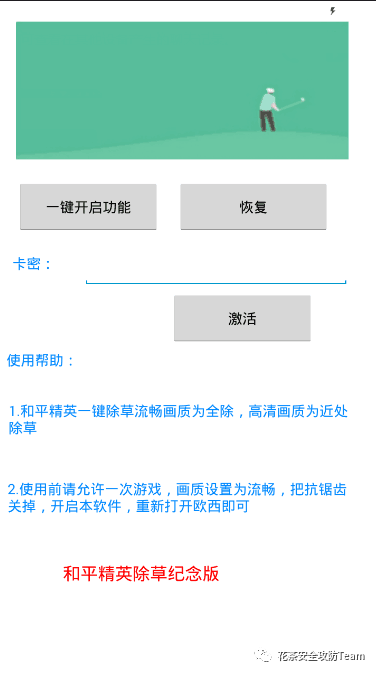 一键开启功能 恢复
卡密：
激活
使用帮助：
1.和平精英一键除草流畅画质为全除，高清画质为近处
除草
2.使用前请允许一次游戏，画质设置为流畅，把抗锯齿
关掉，开启本软件，重新打开欧西即可
和平精英除草纪念版
花茶安全攻防Team